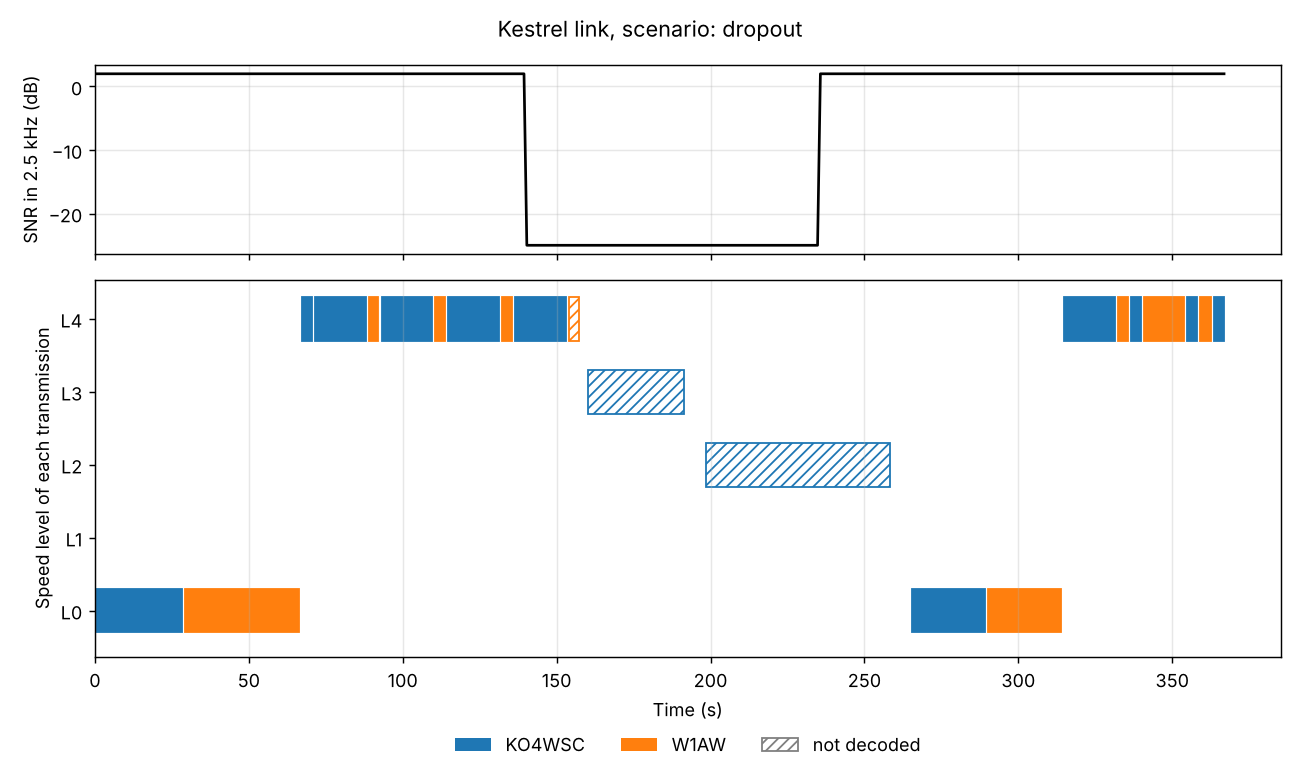 Kestrel link, scenario: dropout
SNR in 2.5 kHz (dB)
0
−10
−20
Speed level of each transmission
L4
L3
L2
L1
L0
0 50 100 150 200 250 300 350
Time (s)
KO4WSC W1AW not decoded